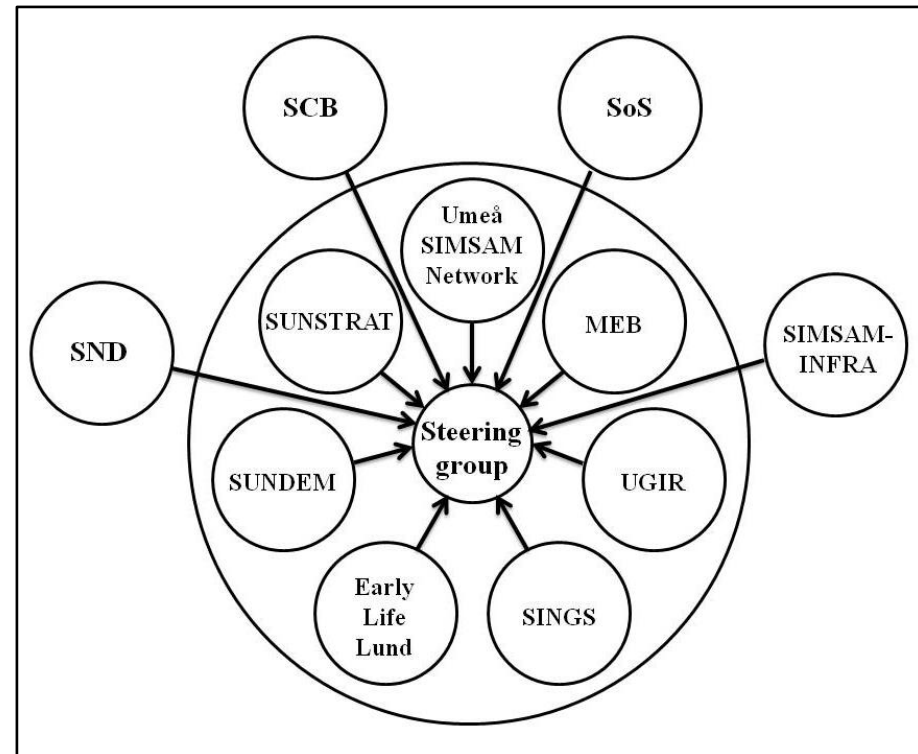 SCB
SoS
Umeå
SIMSAM
Network
SUNSTRAT
MEB
SND
SIMSAM-
INFRA
Steering
group
SUNDEM
UGIR
Early
Life
Lund
SINGS